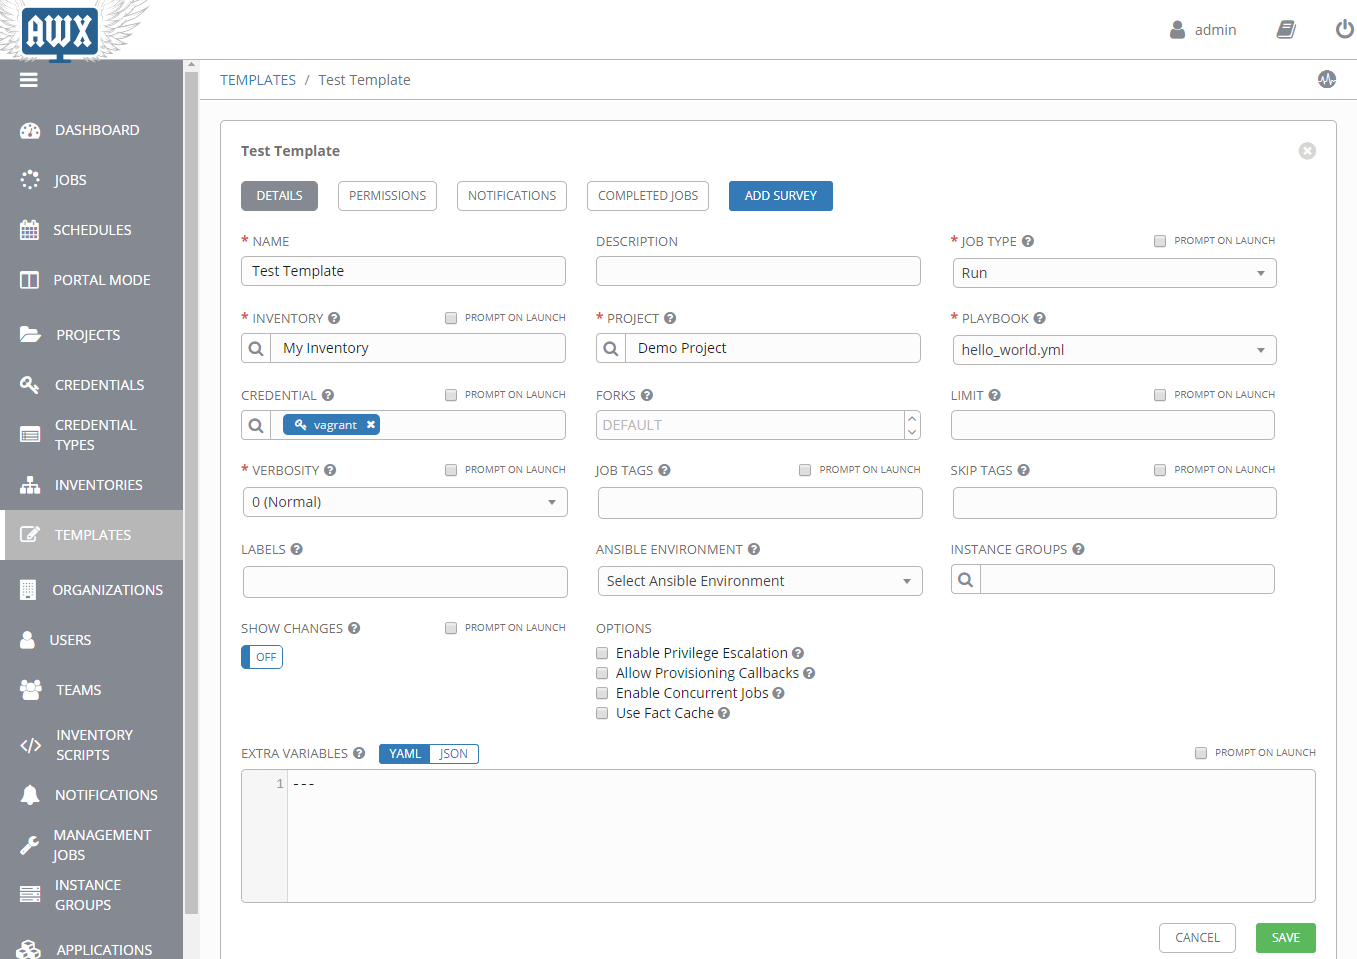 AWX
admin
TEMPLATES / Test Template
DASHBOARD
JOBS
SCHEDULES
PORTAL MODE
PROJECTS
CREDENTIALS
CREDENTIAL
TYPES
INVENTORIES
TEMPLATES
ORGANIZATIONS
USERS
TEAMS
INVENTORY
SCRIPTS
NOTIFICATIONS
MANAGEMENT
JOBS
INSTANCE
GROUPS
APPLICATIONS
Test Template
DETAILS PERMISSIONS NOTIFICATIONS COMPLETED JOBS ADD SURVEY
* NAME DESCRIPTION * JOB TYPE ? PROMPT ON LAUNCH
Test Template Run
* INVENTORY ? PROMPT ON LAUNCH * PROJECT ? * PLAYBOOK ?
My Inventory Demo Project hello_world.yml
CREDENTIAL ? PROMPT ON LAUNCH FORKS ? LIMIT ? PROMPT ON LAUNCH
vagrant DEFAULT
* VERBOSITY ? PROMPT ON LAUNCH JOB TAGS ? PROMPT ON LAUNCH SKIP TAGS ? PROMPT ON LAUNCH
0 (Normal)
LABELS ? ANSIBLE ENVIRONMENT ? INSTANCE GROUPS ?
Select Ansible Environment
SHOW CHANGES ? PROMPT ON LAUNCH OPTIONS
OFF
Enable Privilege Escalation ?
Allow Provisioning Callbacks ?
Enable Concurrent Jobs ?
Use Fact Cache ?
EXTRA VARIABLES ? YAML JSON PROMPT ON LAUNCH
1 ---
CANCEL SAVE